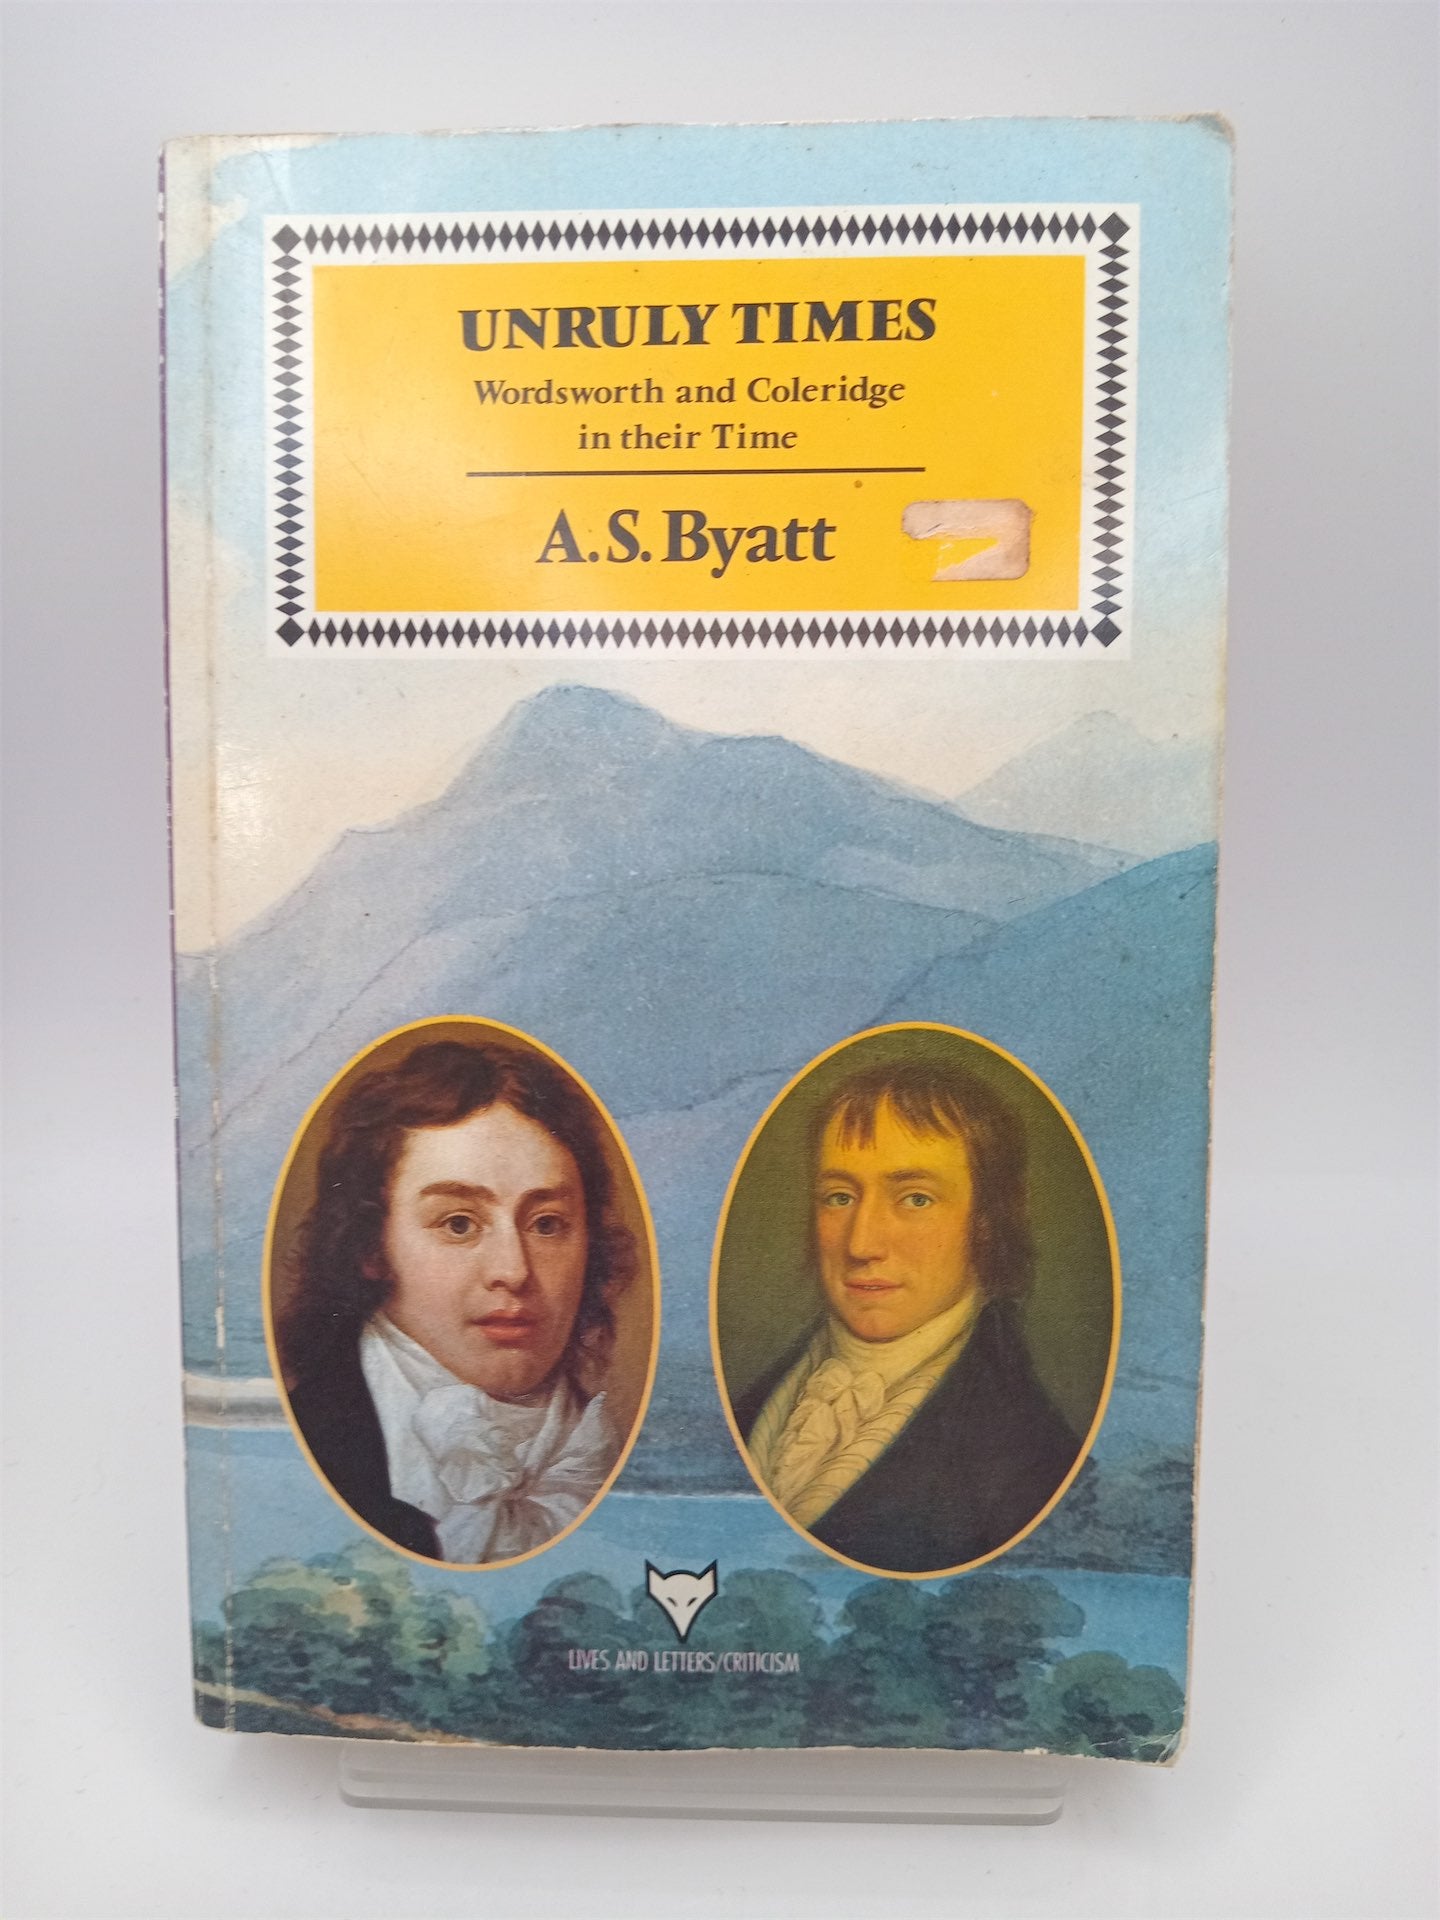 UNRULY TIMES
Wordsworth and Coleridge
in their Time
A.S. Byatt
LIVES AND LETTERS/CRITICISM